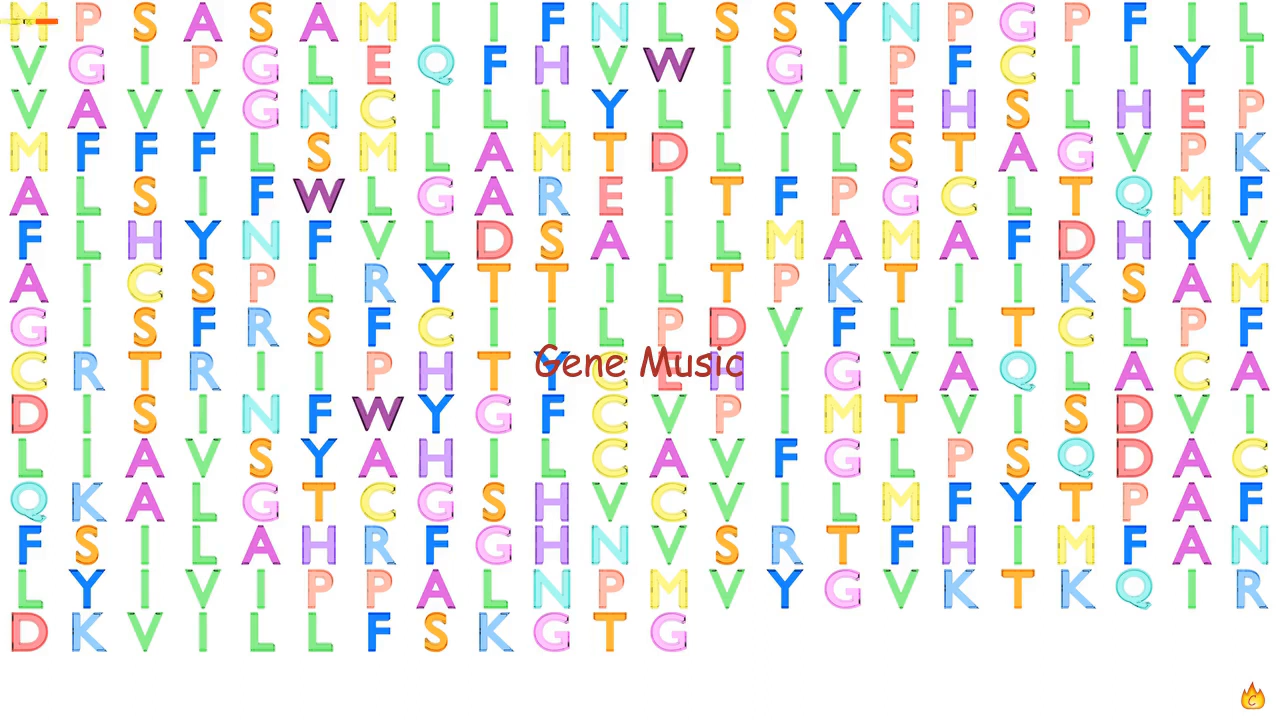 M P S A S A M I I F N L S S Y N P G P F I L
V G I P G L E Q F H V W I G I P F C I I Y I
V A V V G N C I L L Y L I V V E H S L H E P
M F F F L S M L A M T D L I L S T A G V P K
A L S I F W L G A R E I T F P G C L T Q M F
F L H Y N F V L D S A I L M A M A F D H Y V
A I C S P L R Y T T I L T P K T I I K S A M
G I S F R S F C I I L P D V F L L T C L P F
C R T R I I P H T Y C E H I G V A Q L A C A
Gene Music
D I S I N F W Y G F C V P I M T V I S D V I
L I A V S Y A H I L C A V F G L P S Q D A C
Q K A L G T C G S H V C V I L M F Y T P A F
F S I L A H R F G H N V S R T F H I M F A N
L Y I V I P P A L N P M V Y G V K T K Q I R
D K V I L L F S K G T G
C